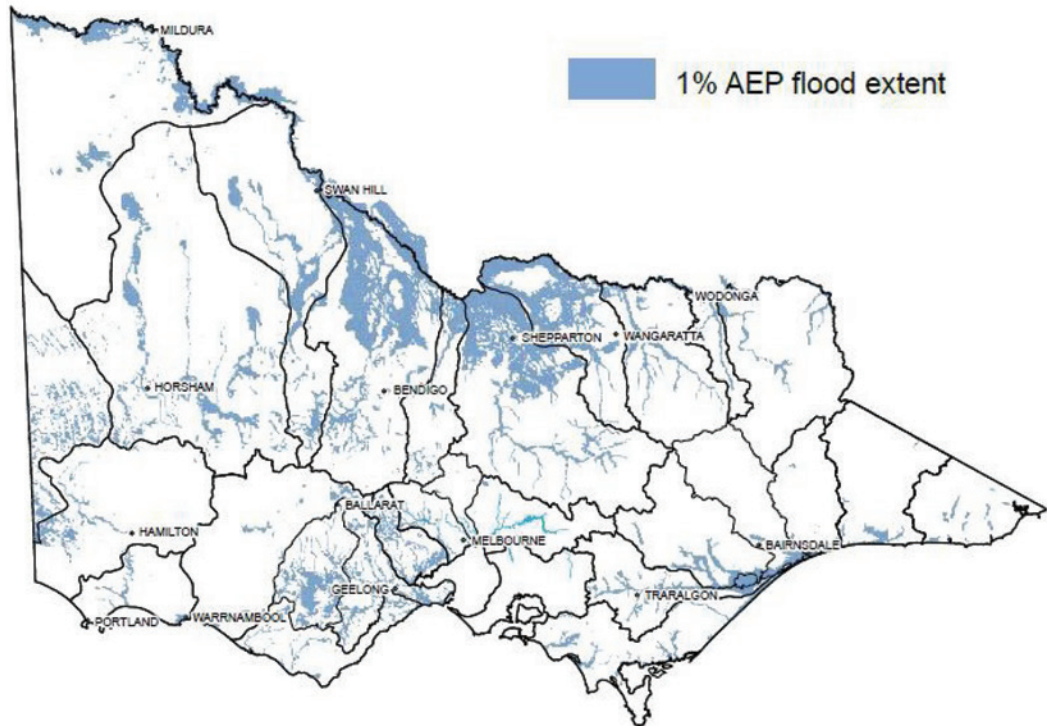 MILDURA
1% AEP flood extent
SWAN HILL
WODONGA
SHEPPARTON
WANGARATTA
HORSHAM
BENDIGO
BALLARAT
HAMILTON
MELBOURNE
BAIRNSDALE
GEELONG
TRARALGON
PORTLAND
WARRNAMBOOL